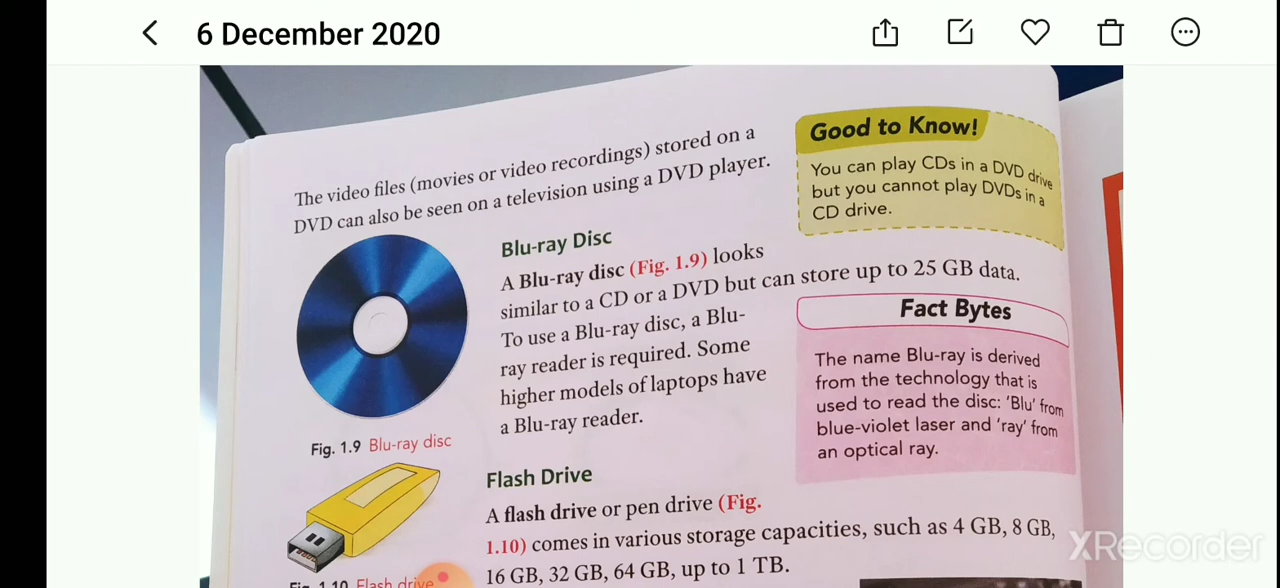 6 December 2020
The video files (movies or video recordings) stored on a
DVD can also be seen on a television using a DVD player.
Good to Know!
You can play CDs in a DVD drive
but you cannot play DVDs in a
CD drive.
Blu-ray Disc
A Blu-ray disc (Fig. 1.9) looks
similar to a CD or a DVD but can store up to 25 GB data.
To use a Blu-ray disc, a Blu-
ray reader is required. Some
higher models of laptops have
a Blu-ray reader.
Fact Bytes
The name Blu-ray is derived
from the technology that is
used to read the disc: 'Blu' from
blue-violet laser and 'ray' from
an optical ray.
Fig. 1.9 Blu-ray disc
Flash Drive
A flash drive or pen drive (Fig.
1.10) comes in various storage capacities, such as 4 GB, 8 GB,
16 GB, 32 GB, 64 GB, up to 1 TB.
Fig. 1.10 Flash drive
XRecorder